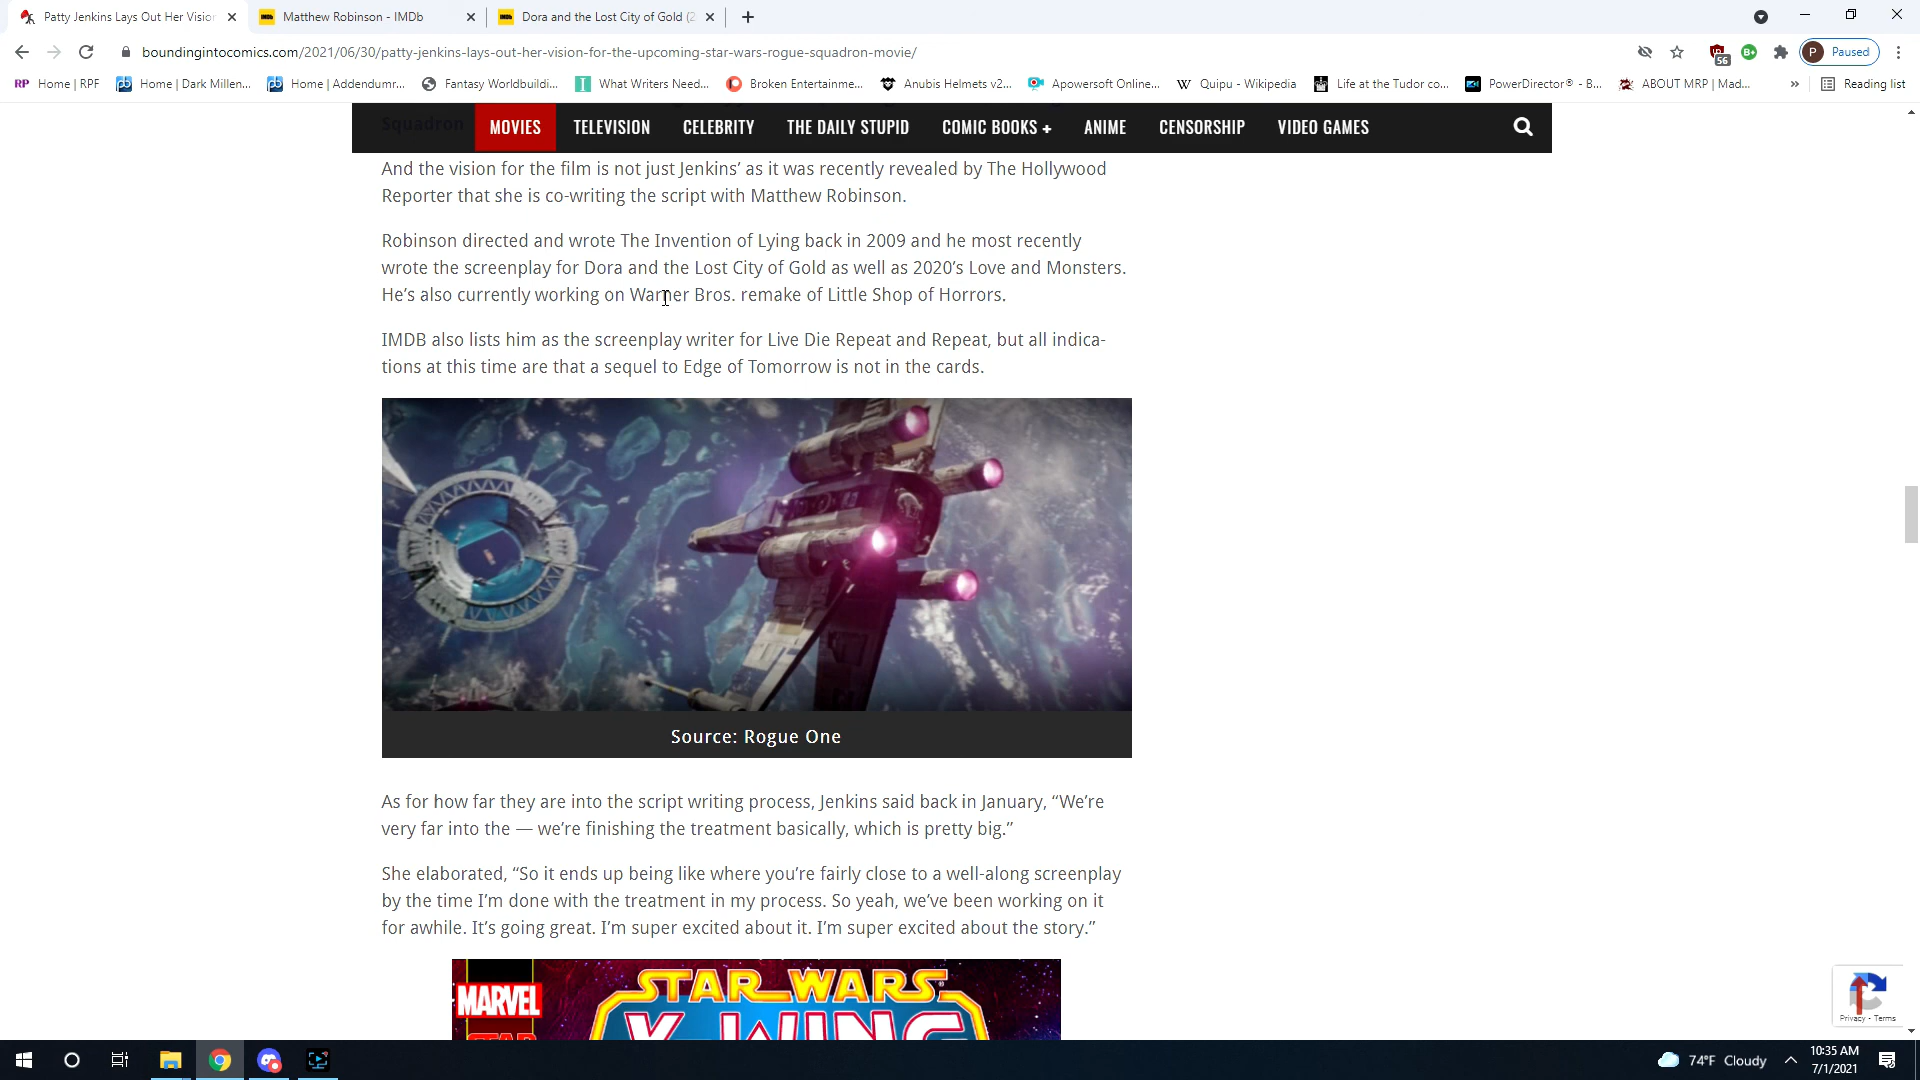 Patty Jenkins Lays Out Her Vision
Matthew Robinson - IMDb
Dora and the Lost City of Gold (2
boundingintocomics.com/2021/06/30/patty-jenkins-lays-out-her-vision-for-the-upcoming-star-wars-rogue-squadron-movie/
56
P Paused
RP Home | RPF
Home | Dark Millen...
Home | Addendumr...
Fantasy Worldbuildi...
What Writers Need...
Broken Entertainme...
Anubis Helmets v2...
Apowersoft Online...
W Quipu - Wikipedia
Life at the Tudor co...
PowerDirector® - B...
ABOUT MRP | Mad...
»
Reading list
Squadron
MOVIES
TELEVISION
CELEBRITY
THE DAILY STUPID
COMIC BOOKS +
ANIME
CENSORSHIP
VIDEO GAMES
And the vision for the film is not just Jenkins’ as it was recently revealed by The Hollywood
Reporter that she is co-writing the script with Matthew Robinson.
Robinson directed and wrote The Invention of Lying back in 2009 and he most recently
wrote the screenplay for Dora and the Lost City of Gold as well as 2020’s Love and Monsters.
He’s also currently working on Warner Bros. remake of Little Shop of Horrors.
IMDB also lists him as the screenplay writer for Live Die Repeat and Repeat, but all indica-
tions at this time are that a sequel to Edge of Tomorrow is not in the cards.
Source: Rogue One
As for how far they are into the script writing process, Jenkins said back in January, “We’re
very far into the — we’re finishing the treatment basically, which is pretty big.”
She elaborated, “So it ends up being like where you’re fairly close to a well-along screenplay
by the time I’m done with the treatment in my process. So yeah, we’ve been working on it
for awhile. It’s going great. I’m super excited about it. I’m super excited about the story.”
MARVEL
STAR WARS
X-WING
Privacy - Terms
74°F Cloudy
10:35 AM
7/1/2021